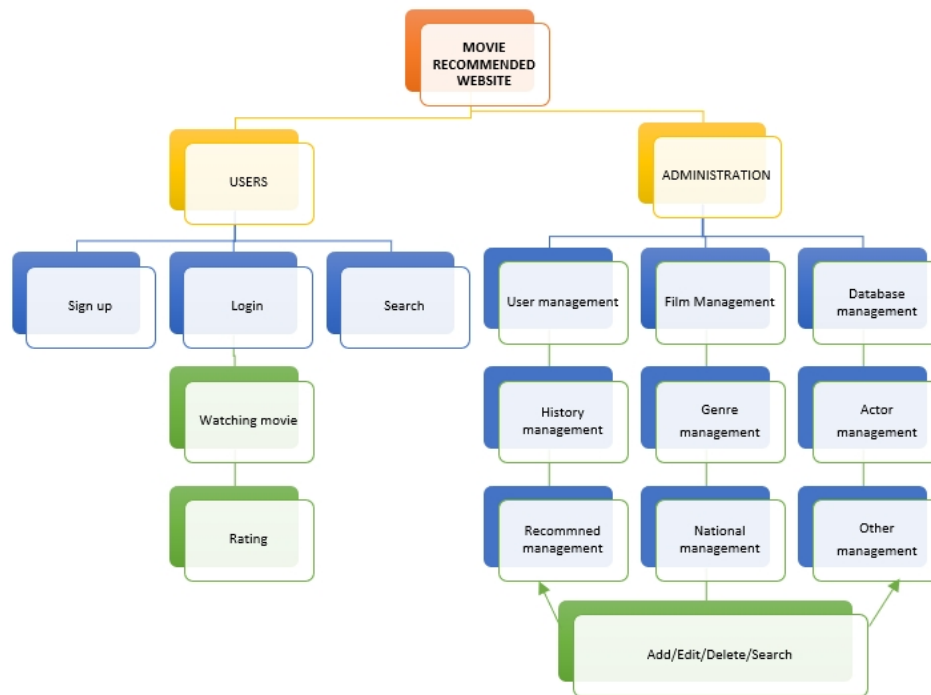 MOVIE
RECOMMENDED
WEBSITE
USERS
ADMINISTRATION
Sign up
Login
Search
User management
Film Management
Database
management
Watching movie
History
management
Genre
management
Actor
management
Rating
Recommned
management
National
management
Other
management
Add/Edit/Delete/Search